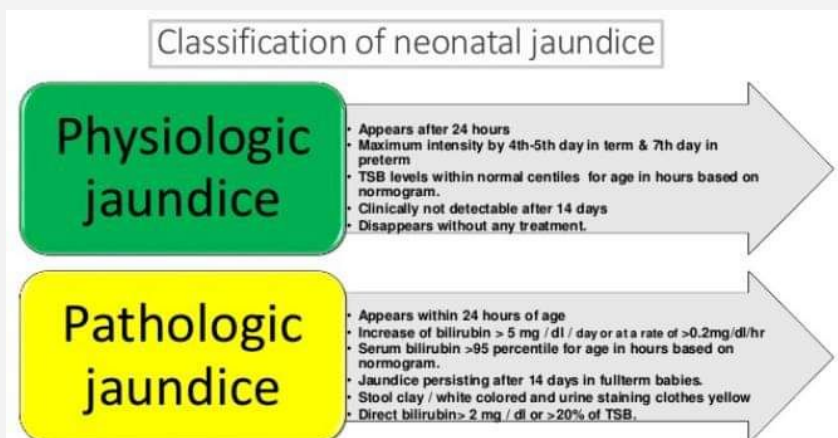 Classification of neonatal jaundice
Physiologic
jaundice
• Appears after 24 hours
• Maximum intensity by 4th-5th day in term & 7th day in
preterm
• TSB levels within normal centiles for age in hours based on
normogram.
• Clinically not detectable after 14 days
• Disappears without any treatment.
Pathologic
jaundice
• Appears within 24 hours of age
• Increase of bilirubin > 5 mg / dl / day or at a rate of >0.2mg/dl/hr
• Serum bilirubin >95 percentile for age in hours based on
normogram.
• Jaundice persisting after 14 days in fullterm babies.
• Stool clay / white colored and urine staining clothes yellow
• Direct bilirubin> 2 mg / dl or >20% of TSB.